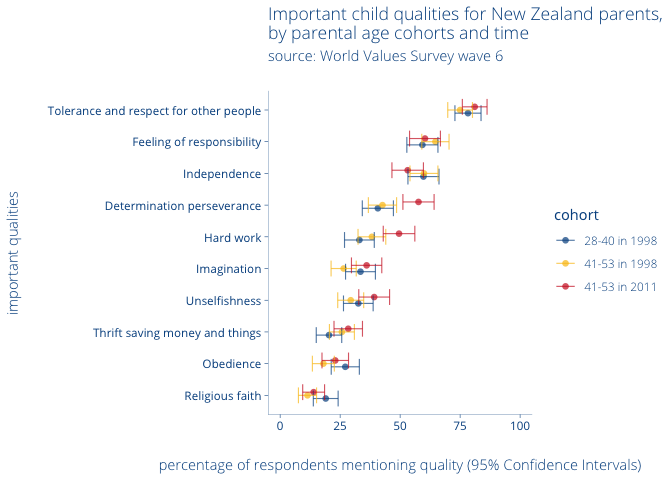 Important child qualities for New Zealand parents,
by parental age cohorts and time
source: World Values Survey wave 6
important qualities
Tolerance and respect for other people
Feeling of responsibility
Independence
Determination perseverance
Hard work
Imagination
Unselfishness
Thrift saving money and things
Obedience
Religious faith
0 25 50 75 100
percentage of respondents mentioning quality (95% Confidence Intervals)
cohort
28-40 in 1998
41-53 in 1998
41-53 in 2011